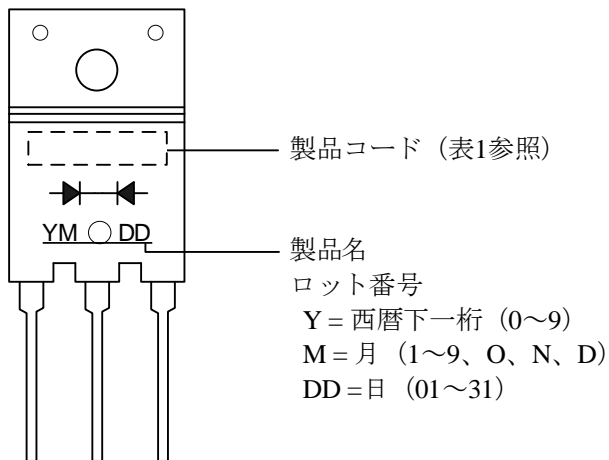 製品コード（表1参照）
YM DD
製品名
ロット番号
Y = 西暦下一桁（0～9）
M = 月（1～9、O、N、D）
DD =日（01～31）